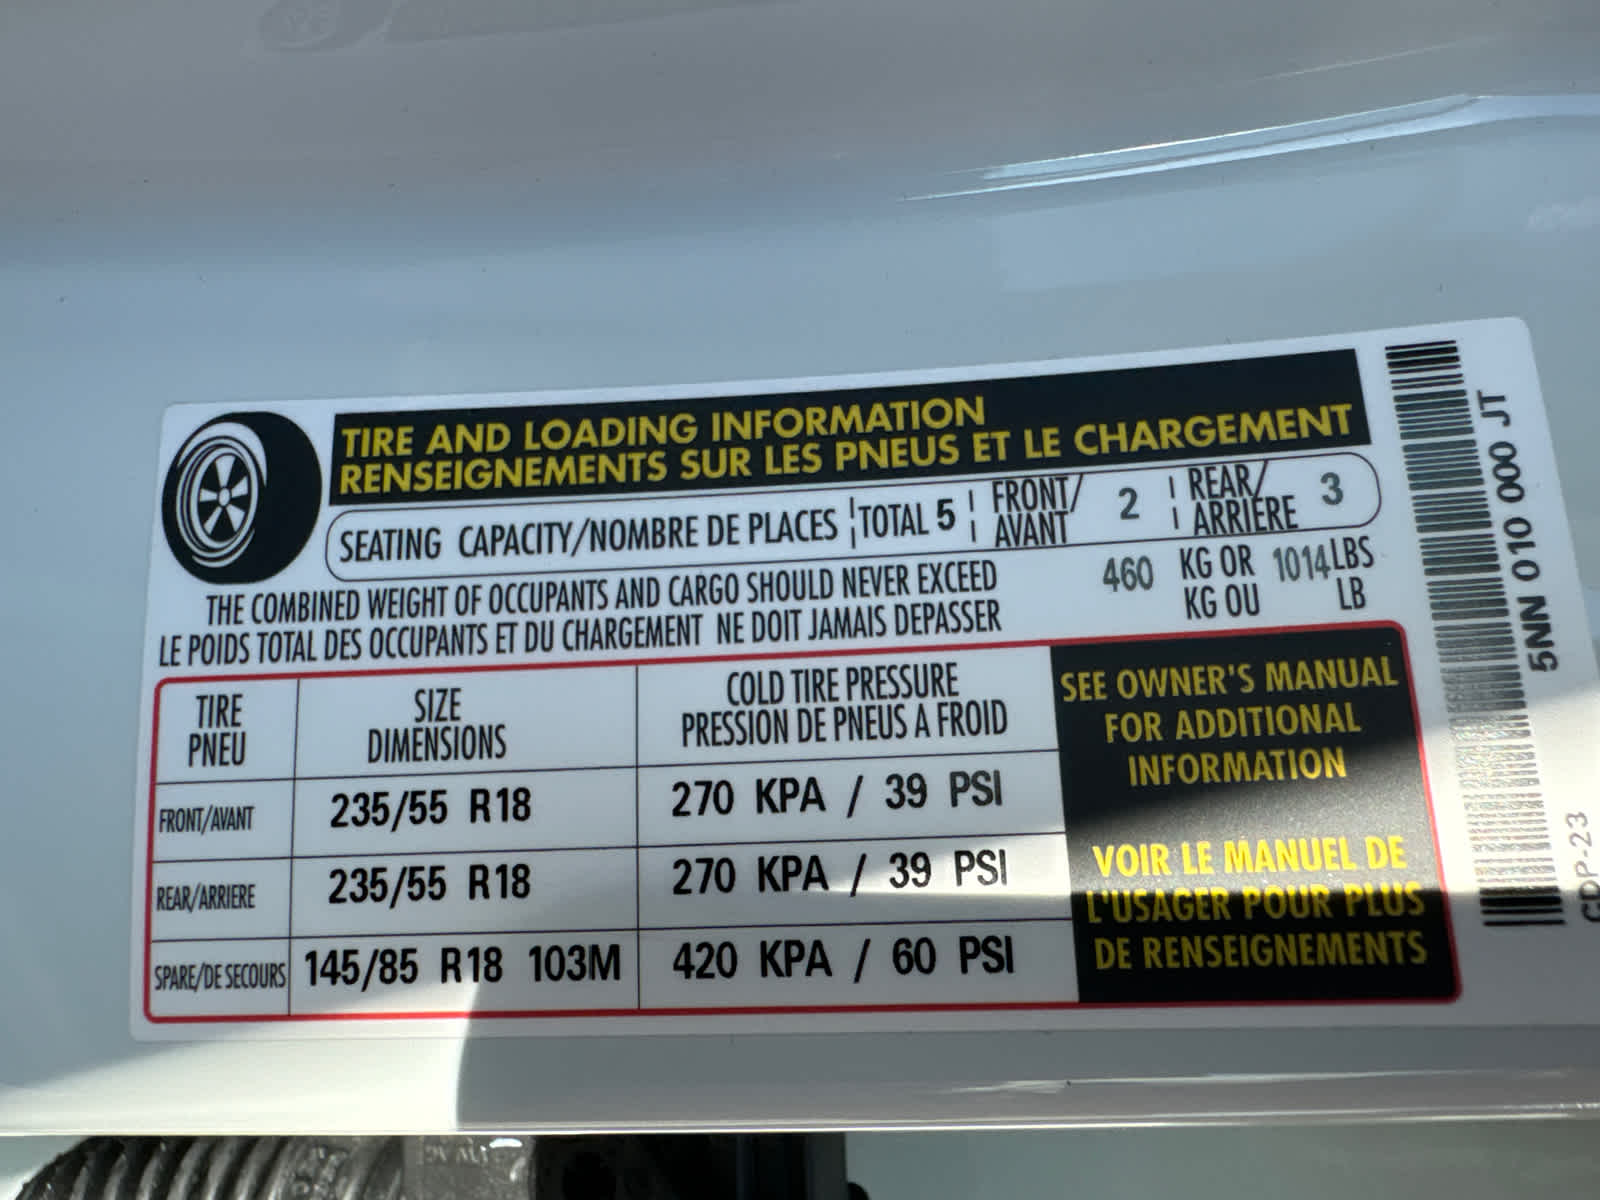 TIRE AND LOADING INFORMATION
RENSEIGNEMENTS SUR LES PNEUS ET LE CHARGEMENT
SEATING CAPACITY/NOMBRE DE PLACES TOTAL 5 FRONT/ 2 REAR/ 3
AVANT ARRIÈRE
THE COMBINED WEIGHT OF OCCUPANTS AND CARGO SHOULD NEVER EXCEED 460 KG OR 1014 LBS
LE POIDS TOTAL DES OCCUPANTS ET DU CHARGEMENT NE DOIT JAMAIS DEPASSER KG OU LB
TIRE SIZE COLD TIRE PRESSURE
PNEU DIMENSIONS PRESSION DE PNEUS A FROID
FRONT/AVANT 235/55 R18 270 KPA / 39 PSI
REAR/ARRIERE 235/55 R18 270 KPA / 39 PSI
SPARE/DE SECOURS 145/85 R18 103M 420 KPA / 60 PSI
SEE OWNER'S MANUAL
FOR ADDITIONAL
INFORMATION
VOIR LE MANUEL DE
L'USAGER POUR PLUS
DE RENSEIGNEMENTS
5NN 010 000 JT
GDP-23